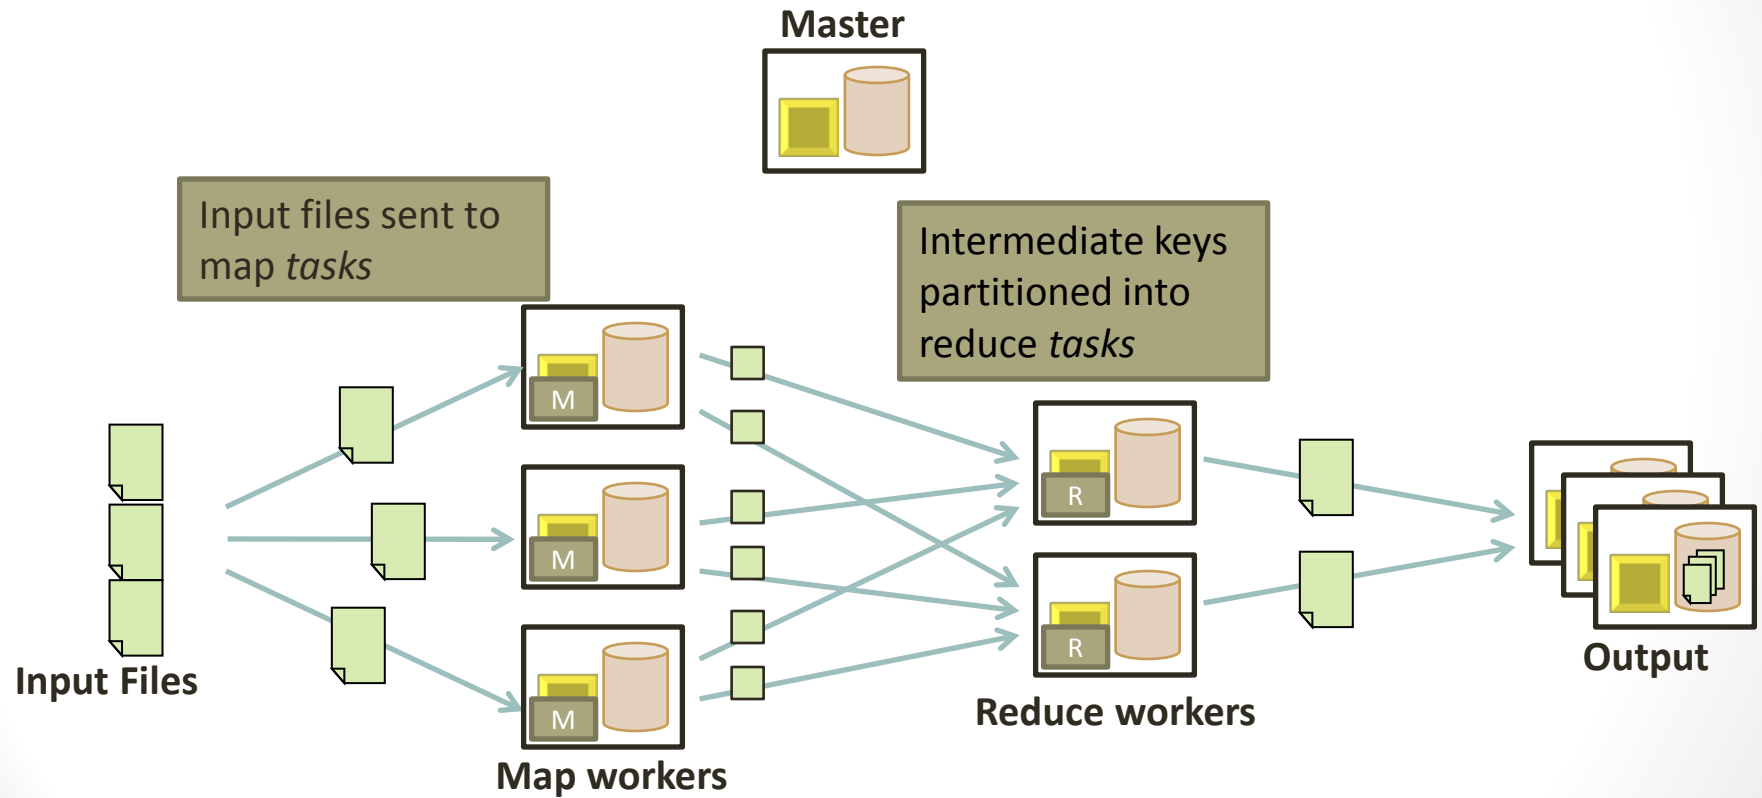 Master
Input files sent to
map tasks
Intermediate keys
partitioned into
reduce tasks
M
M
M
R
R
Input Files
Map workers
Reduce workers
Output